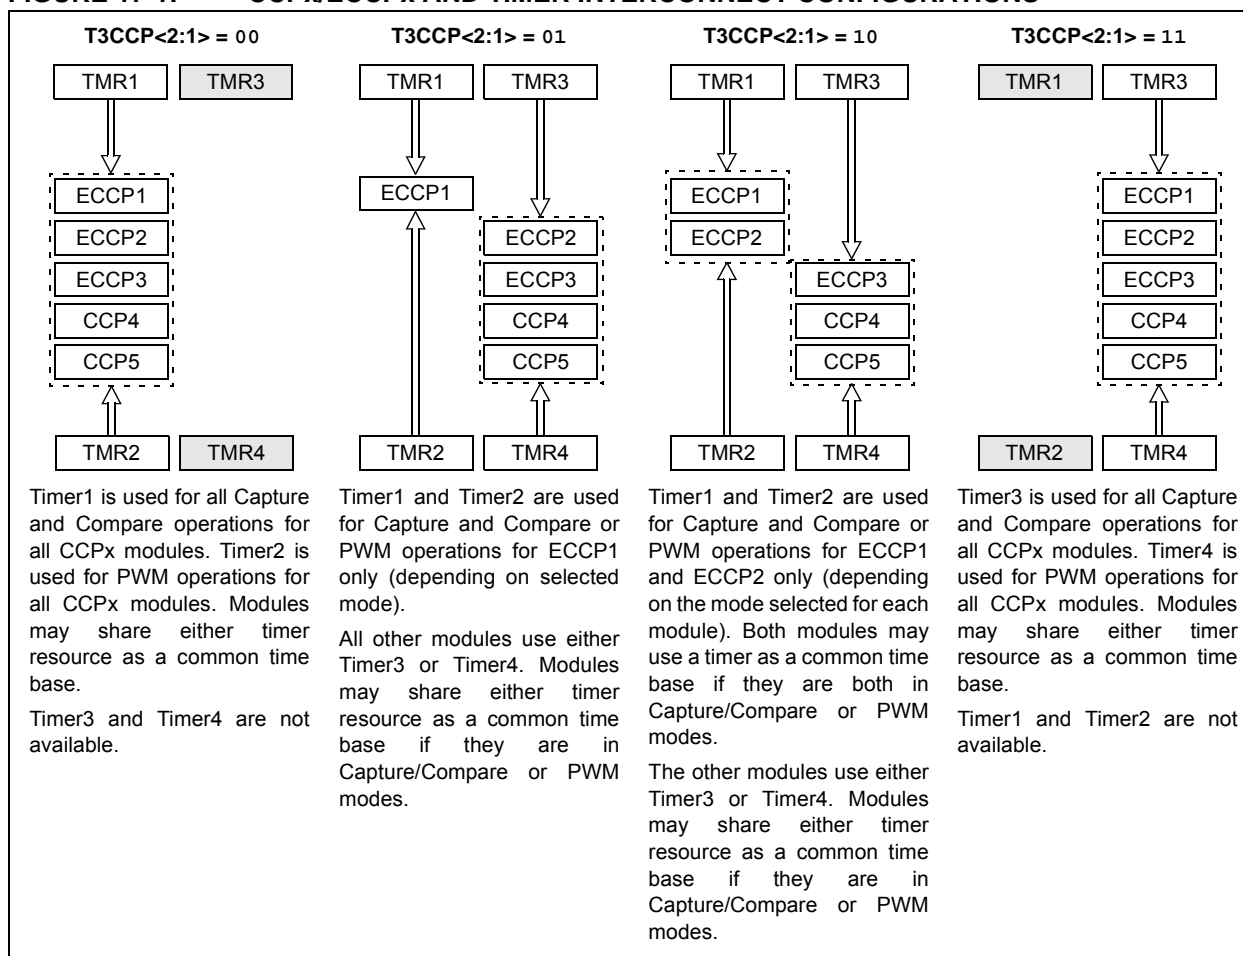 FIGURE 17-1: CCPx/ECCPx AND TIMER INTERCONNECT CONFIGURATIONS
T3CCP<2:1> = 00
TMR1 TMR3
ECCP1
ECCP2
ECCP3
CCP4
CCP5
TMR2 TMR4
Timer1 is used for all Capture
and Compare operations for
all CCPx modules. Timer2 is
used for PWM operations for
all CCPx modules. Modules
may share either timer
resource as a common time
base.
Timer3 and Timer4 are not
available.
T3CCP<2:1> = 01
TMR1 TMR3
ECCP1
ECCP2
ECCP3
CCP4
CCP5
TMR2 TMR4
Timer1 and Timer2 are used
for Capture and Compare or
PWM operations for ECCP1
only (depending on selected
mode).
All other modules use either
Timer3 or Timer4. Modules
may share either timer
resource as a common time
base if they are in
Capture/Compare or PWM
modes.
T3CCP<2:1> = 10
TMR1 TMR3
ECCP1
ECCP2
ECCP3
CCP4
CCP5
TMR2 TMR4
Timer1 and Timer2 are used
for Capture and Compare or
PWM operations for ECCP1
and ECCP2 only (depending
on the mode selected for each
module). Both modules may
use a timer as a common time
base if they are both in
Capture/Compare or PWM
modes.
The other modules use either
Timer3 or Timer4. Modules
may share either timer
resource as a common time
base if they are in
Capture/Compare or PWM
modes.
T3CCP<2:1> = 11
TMR1 TMR3
ECCP1
ECCP2
ECCP3
CCP4
CCP5
TMR2 TMR4
Timer3 is used for all Capture
and Compare operations for
all CCPx modules. Timer4 is
used for PWM operations for
all CCPx modules. Modules
may share either timer
resource as a common time
base.
Timer1 and Timer2 are not
available.